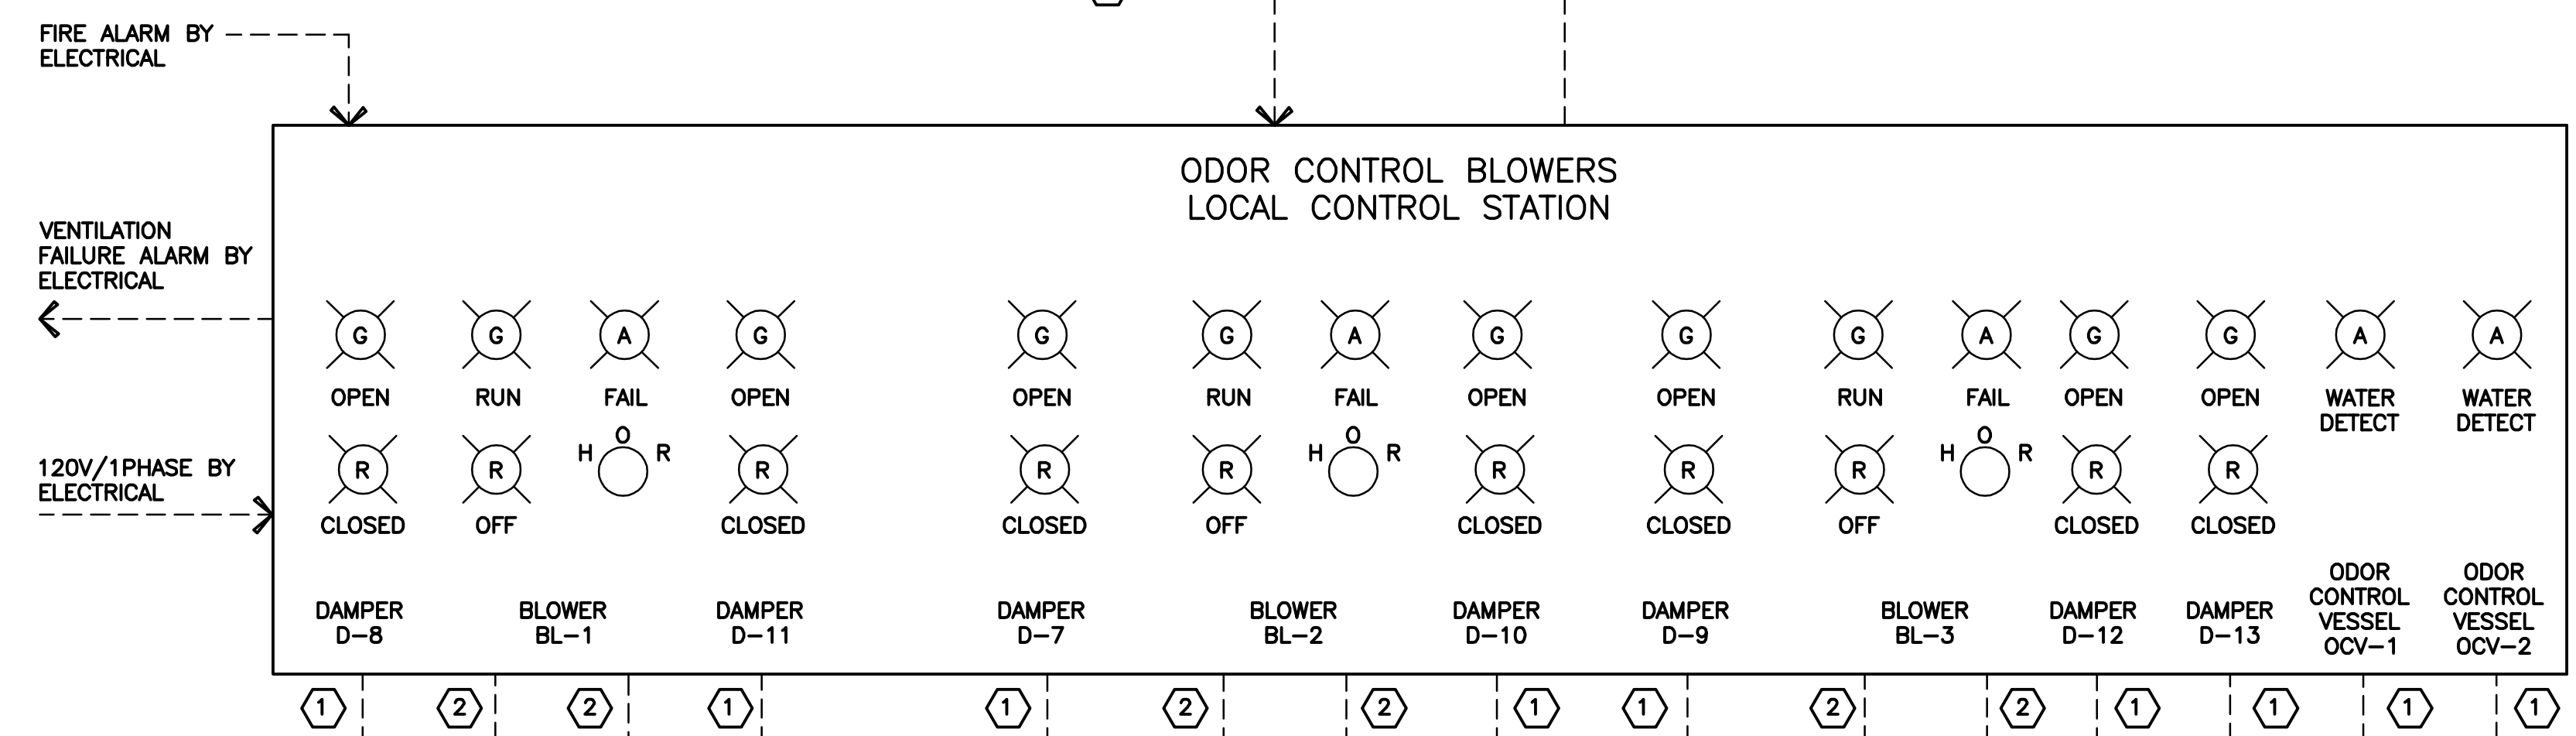 FIRE ALARM BY
ELECTRICAL
ODOR CONTROL BLOWERS
LOCAL CONTROL STATION
VENTILATION
FAILURE ALARM BY
ELECTRICAL
G G A G G G A G G G A G G A A
OPEN RUN FAIL OPEN OPEN RUN FAIL OPEN OPEN RUN FAIL OPEN OPEN WATER DETECT WATER DETECT
120V/1PHASE BY
ELECTRICAL
H O R H O R H O R
R R R R R R R R R R
CLOSED OFF CLOSED CLOSED OFF CLOSED CLOSED OFF CLOSED CLOSED
DAMPER D-8
BLOWER BL-1
DAMPER D-11
DAMPER D-7
BLOWER BL-2
DAMPER D-10
DAMPER D-9
BLOWER BL-3
DAMPER D-12
DAMPER D-13
ODOR
CONTROL
VESSEL
OCV-1
ODOR
CONTROL
VESSEL
OCV-2
1 2 2 1 1 2 2 1 1 2 2 1 1 1 1